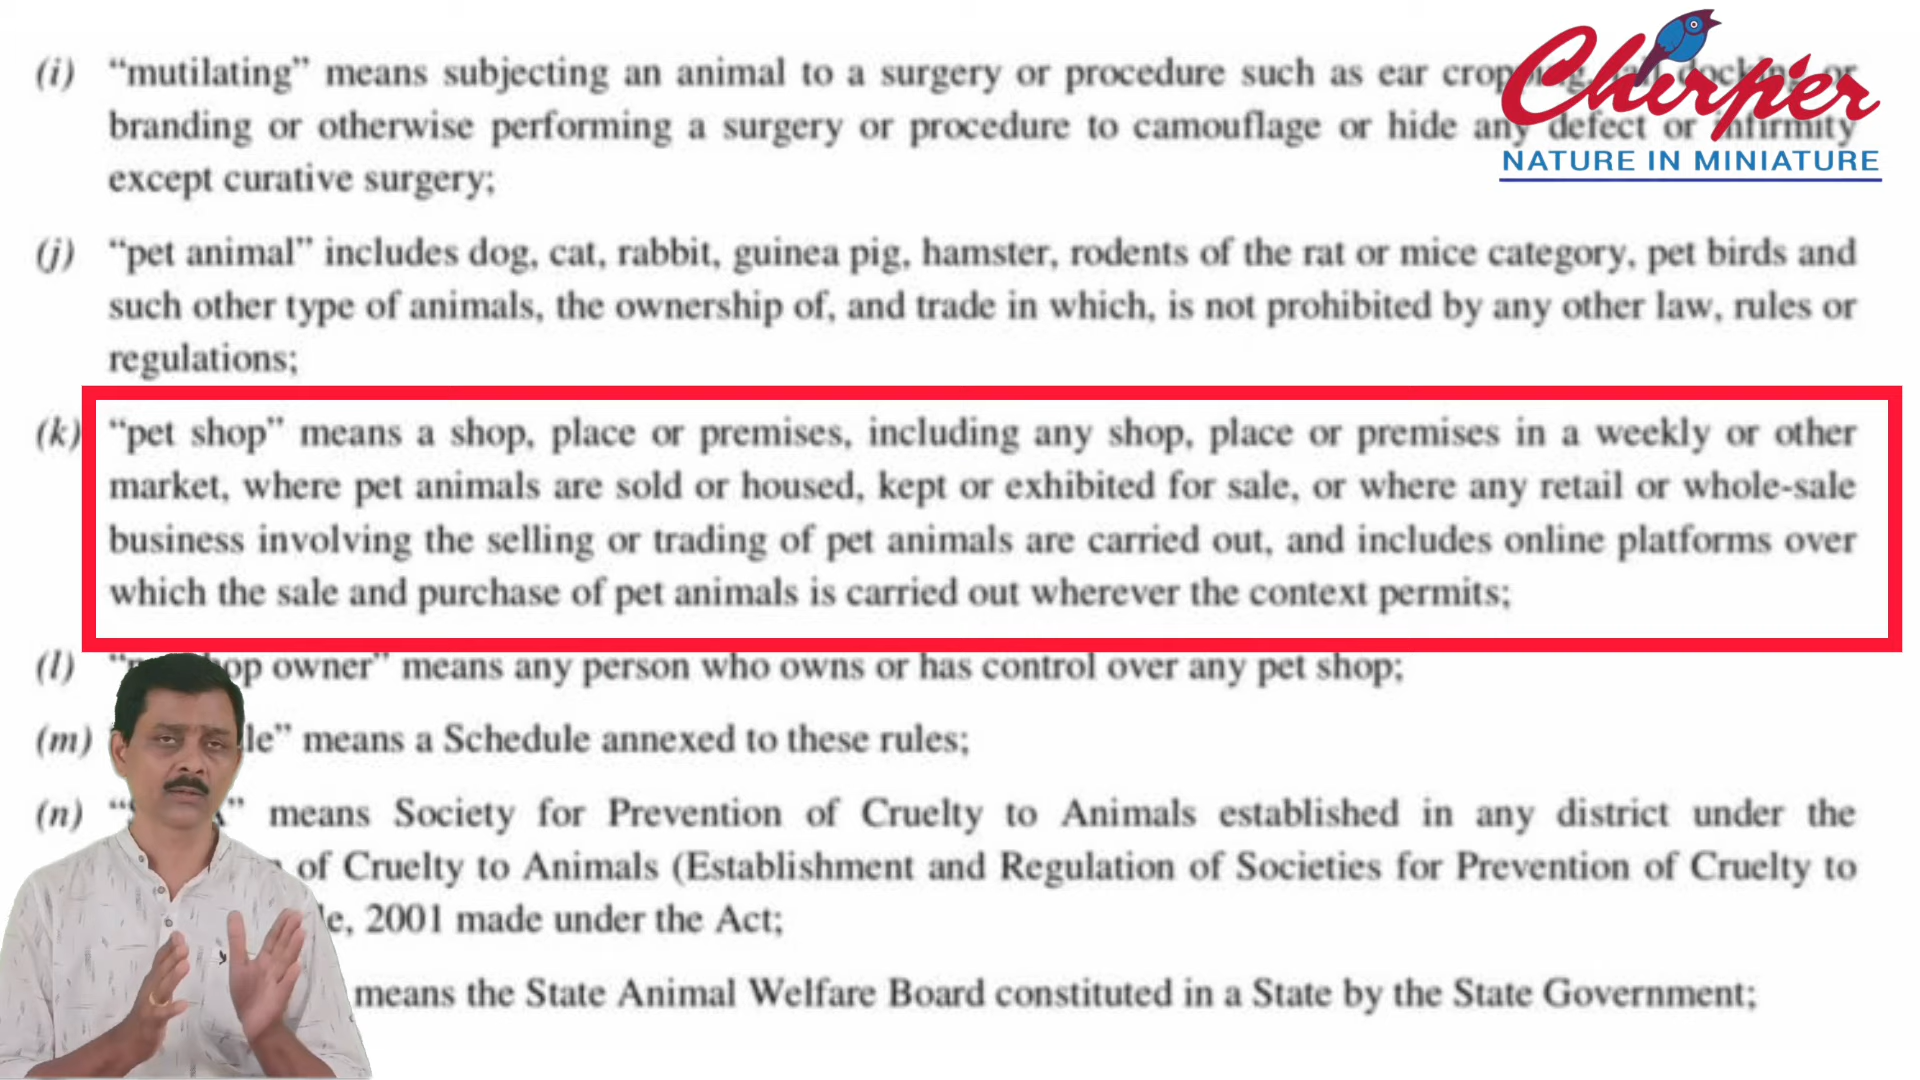 (i) “mutilating” means subjecting an animal to a surgery or procedure such as ear cropping, docking or
branding or otherwise performing a surgery or procedure to camouflage or hide any defect or infirmity
except curative surgery;
(j) “pet animal” includes dog, cat, rabbit, guinea pig, hamster, rodents of the rat or mice category, pet birds and
such other type of animals, the ownership of, and trade in which, is not prohibited by any other law, rules or
regulations;
(k) “pet shop” means a shop, place or premises, including any shop, place or premises in a weekly or other
market, where pet animals are sold or housed, kept or exhibited for sale, or where any retail or whole-sale
business involving the selling or trading of pet animals are carried out, and includes online platforms over
which the sale and purchase of pet animals is carried out wherever the context permits;
(l) owner” means any person who owns or has control over any pet shop;
(m) means a Schedule annexed to these rules;
(n) means Society for Prevention of Cruelty to Animals established in any district under the
of Cruelty to Animals (Establishment and Regulation of Societies for Prevention of Cruelty to
2001 made under the Act;
means the State Animal Welfare Board constituted in a State by the State Government;
Chirper
NATURE IN MINIATURE